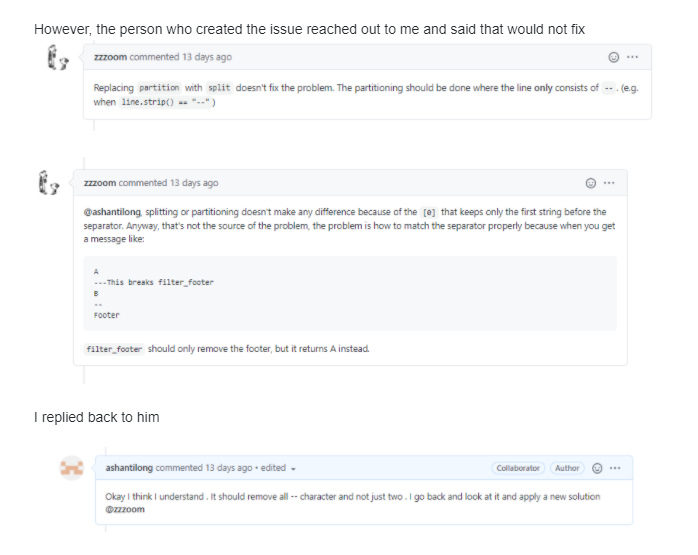 However, the person who created the issue reached out to me and said that would not fix
zzzoom commented 13 days ago
Replacing partition with split doesn't fix the problem. The partitioning should be done where the line only consists of -- . (e.g.
when line.strip() == "--" )
zzzoom commented 13 days ago
@ashantilong, splitting or partitioning doesn't make any difference because of the [0] that keeps only the first string before the
separator. Anyway, that's not the source of the problem, the problem is how to match the separator properly because when you get
a message like:
A
---This breaks filter_footer
B
--
Footer
filter_footer should only remove the footer, but it returns A instead.
I replied back to him
ashantilong commented 13 days ago • edited
Collaborator Author
Okay I think I understand . It should remove all -- character and not just two . I go back and look at it and apply a new solution
@zzzoom